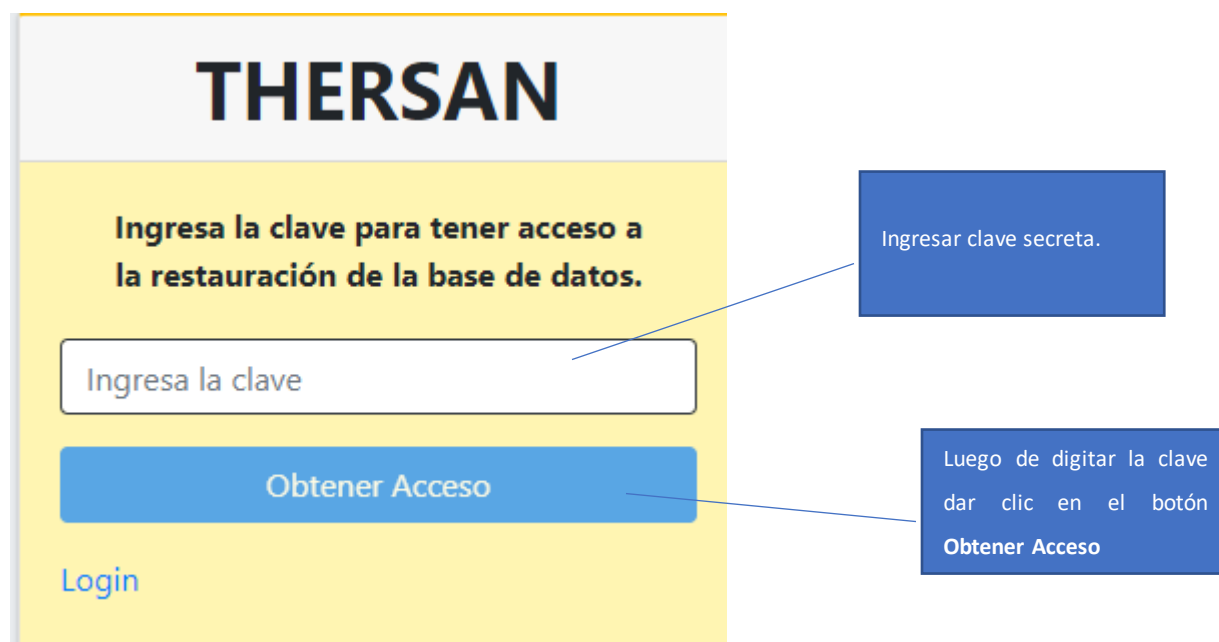 THERSAN
Ingresa la clave para tener acceso a
la restauración de la base de datos.
Ingresar clave secreta.
Ingresa la clave
Obtener Acceso
Luego de digitar la clave
dar clic en el botón
Obtener Acceso
Login